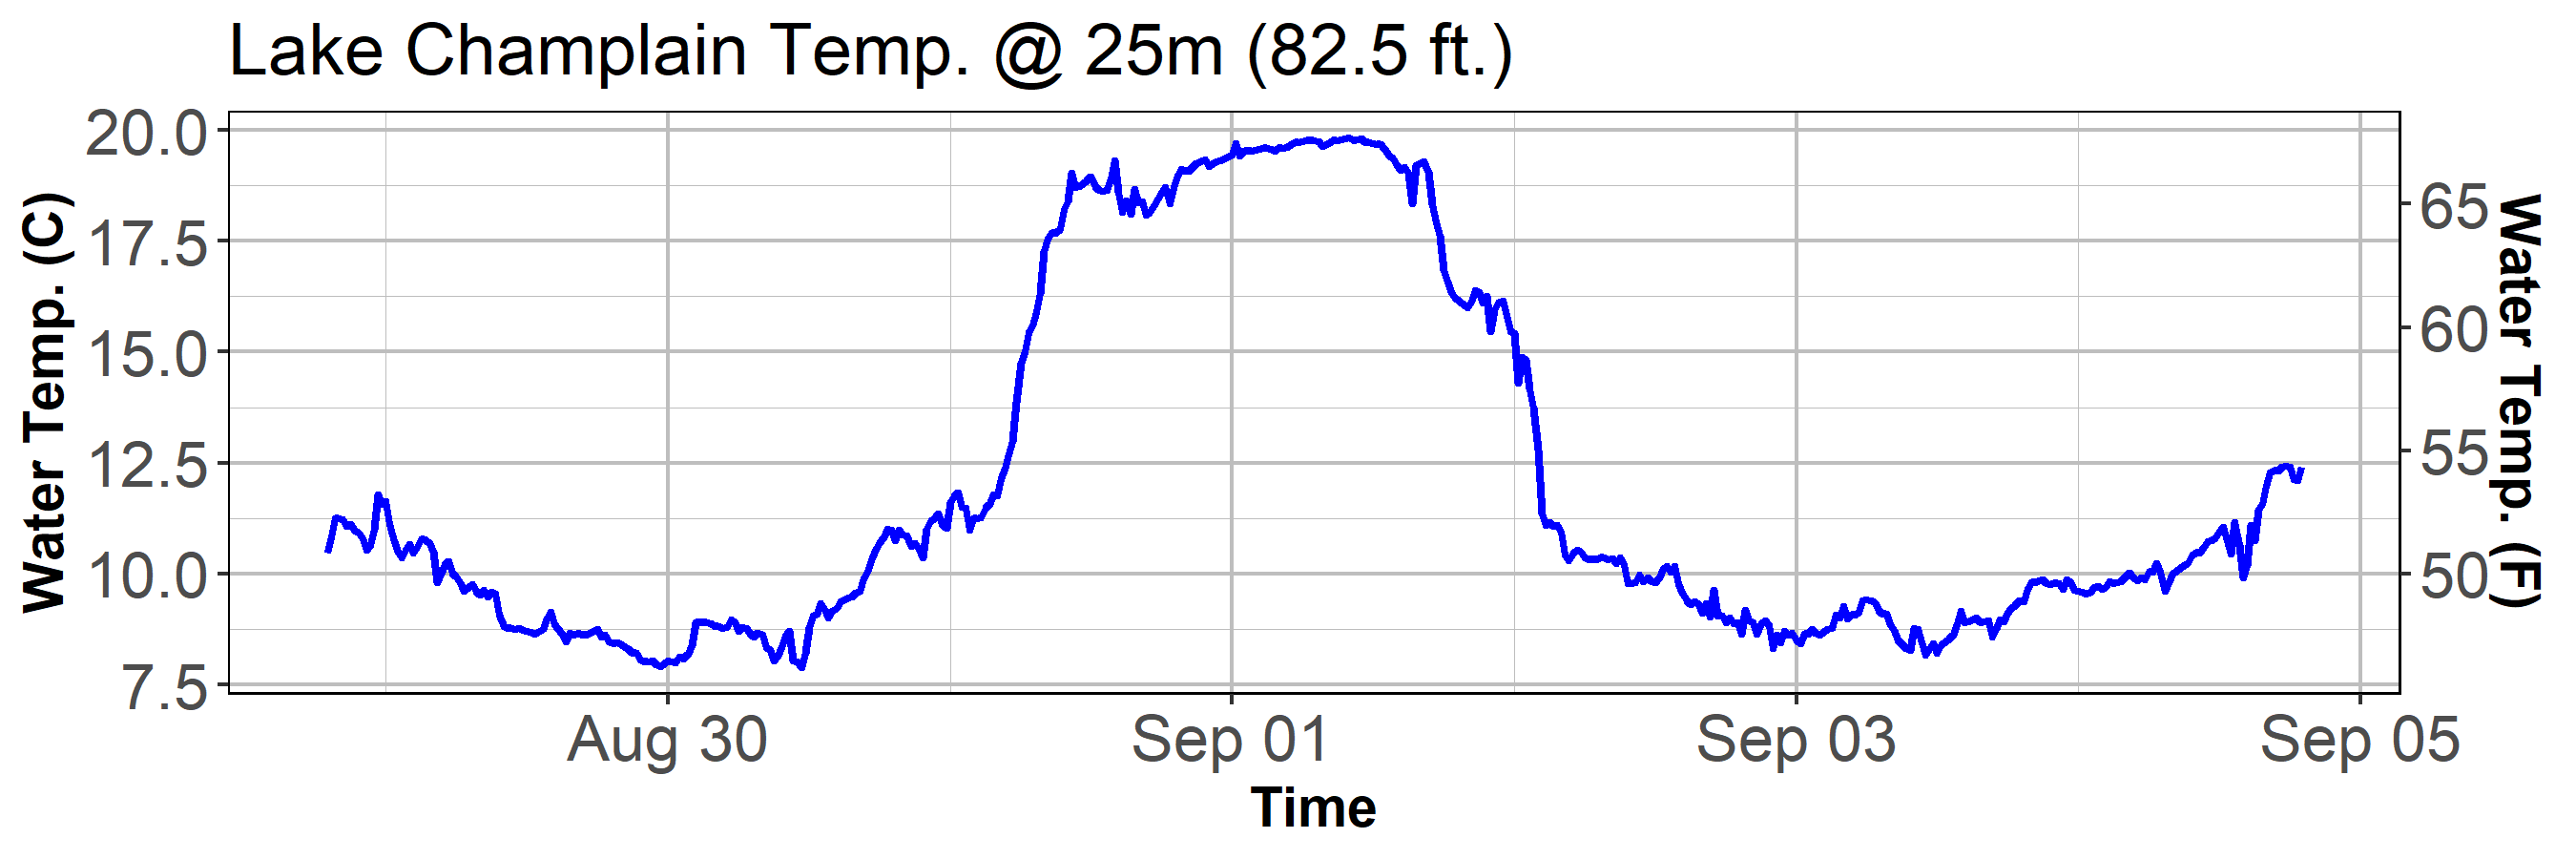 Lake Champlain Temp. @ 25m (82.5 ft.)
Water Temp. (C)
20.0
17.5
15.0
12.5
10.0
7.5
65
60
55
50
Water Temp. (F)
Aug 30 Sep 01 Sep 03 Sep 05
Time